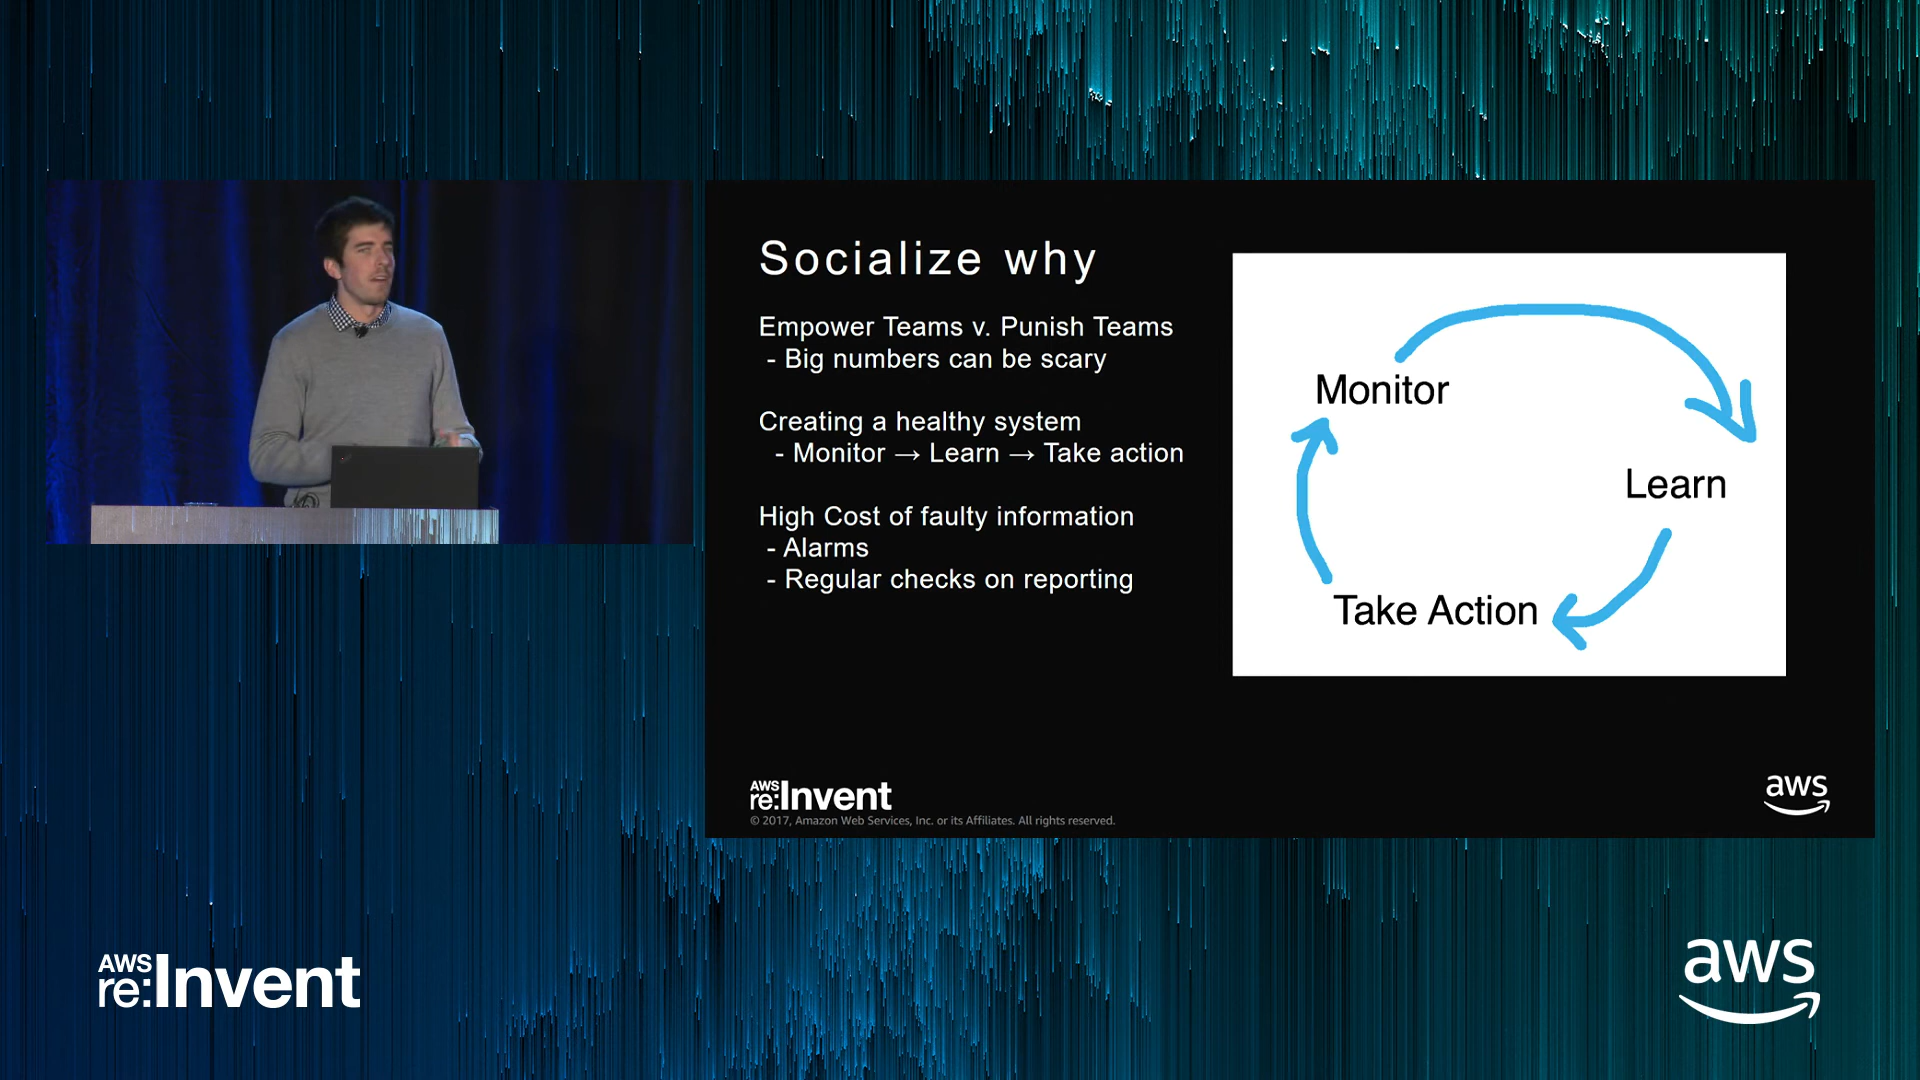 Socialize why
Empower Teams v. Punish Teams
- Big numbers can be scary
Creating a healthy system
- Monitor → Learn → Take action
High Cost of faulty information
- Alarms
- Regular checks on reporting
Monitor
Learn
Take Action
AWS
re:Invent
© 2017, Amazon Web Services, Inc. or its Affiliates. All rights reserved.
aws
AWS
re:Invent
aws